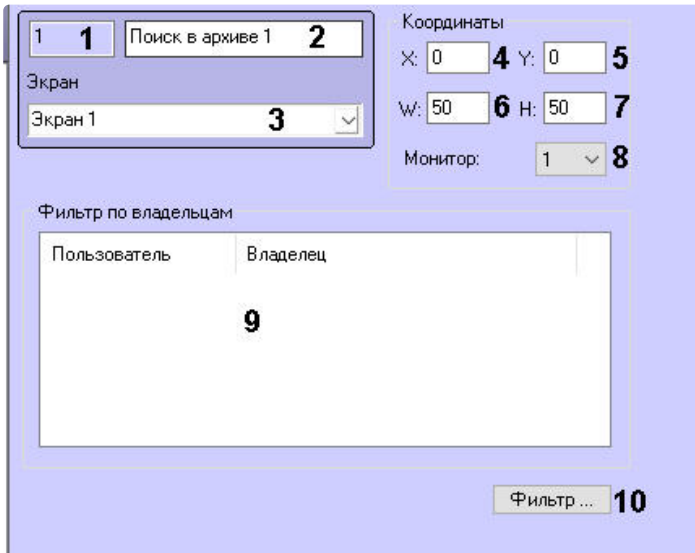 1 1 Поиск в архиве 1 2
Экран
Экран 1 3
Координаты
X: 0 4 Y: 0 5
W: 50 6 H: 50 7
Монитор: 1 8
Фильтр по владельцам
Пользователь Владелец
9
Фильтр ... 10